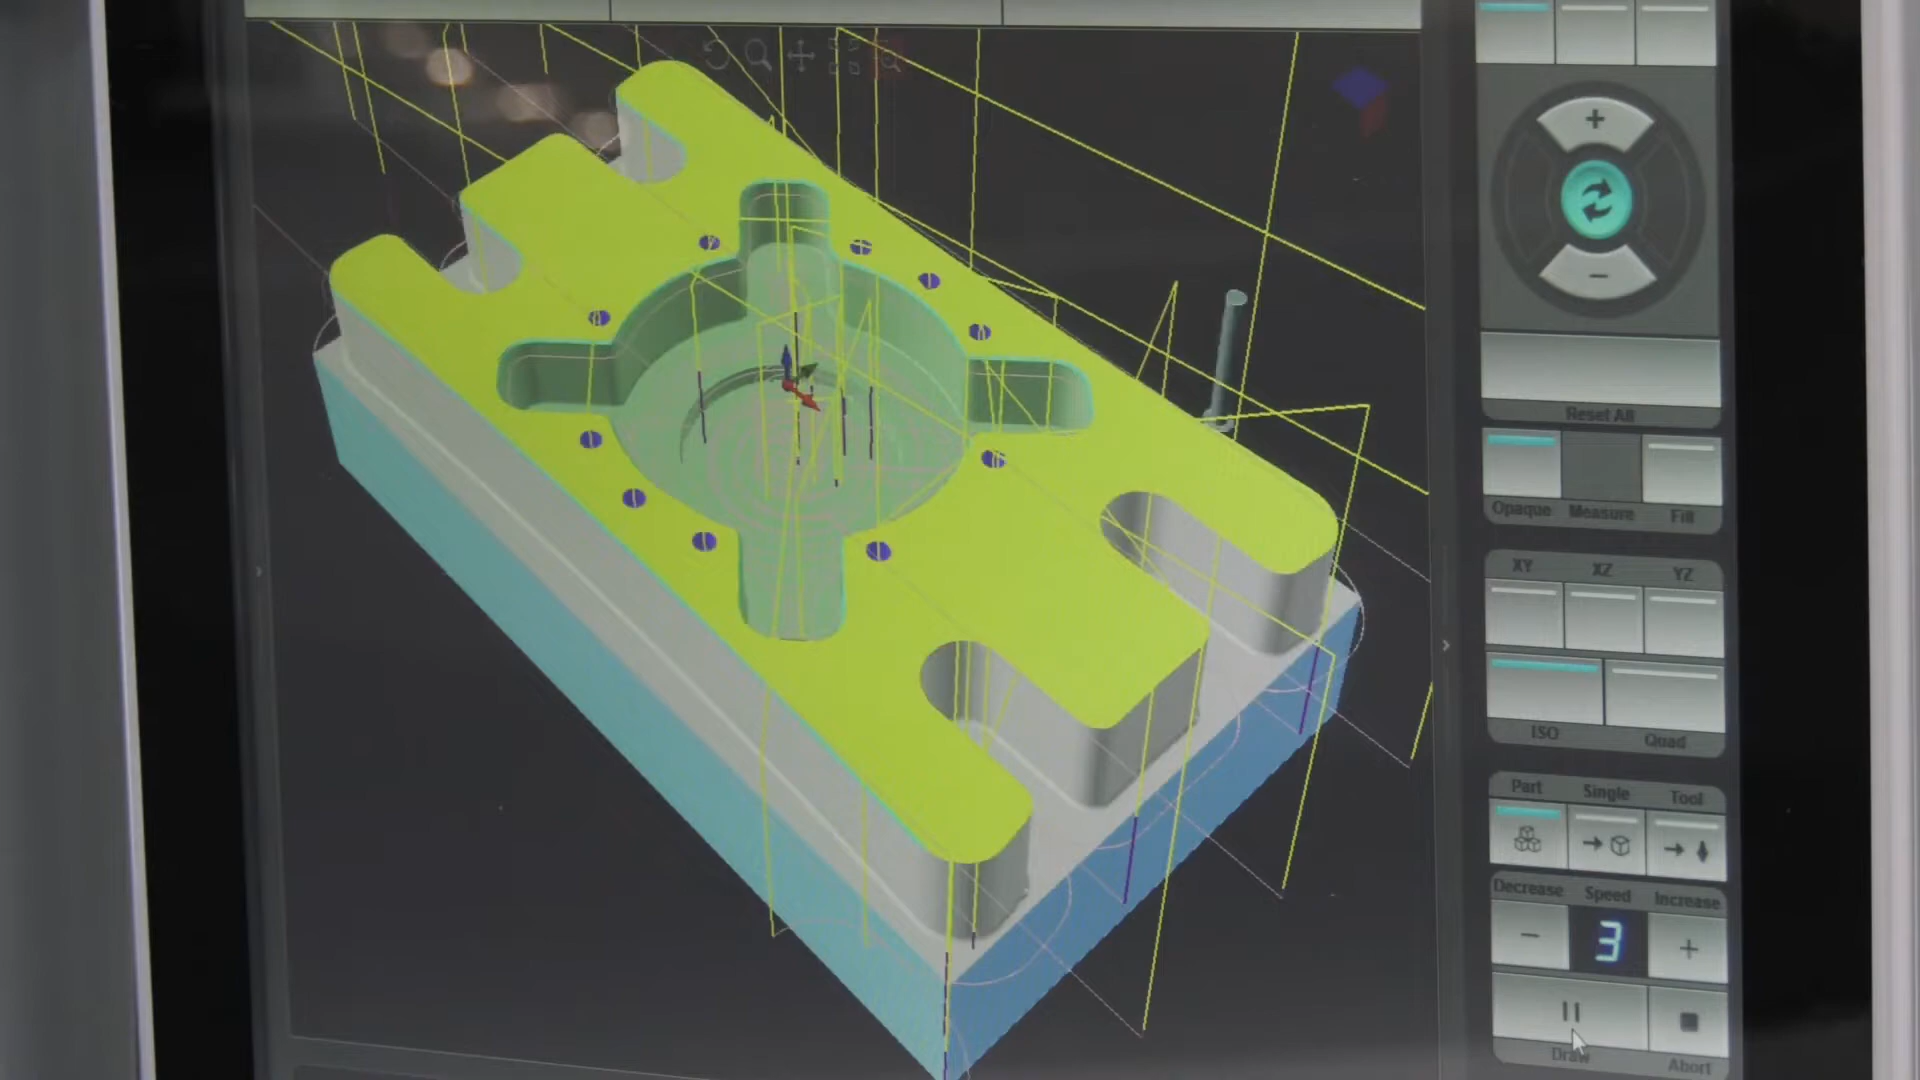 Reset All
Opaque Measure Fill
XY XZ YZ
ISO Quad
Part Single Tool
Decrease Speed Increase
3
Draw Abort